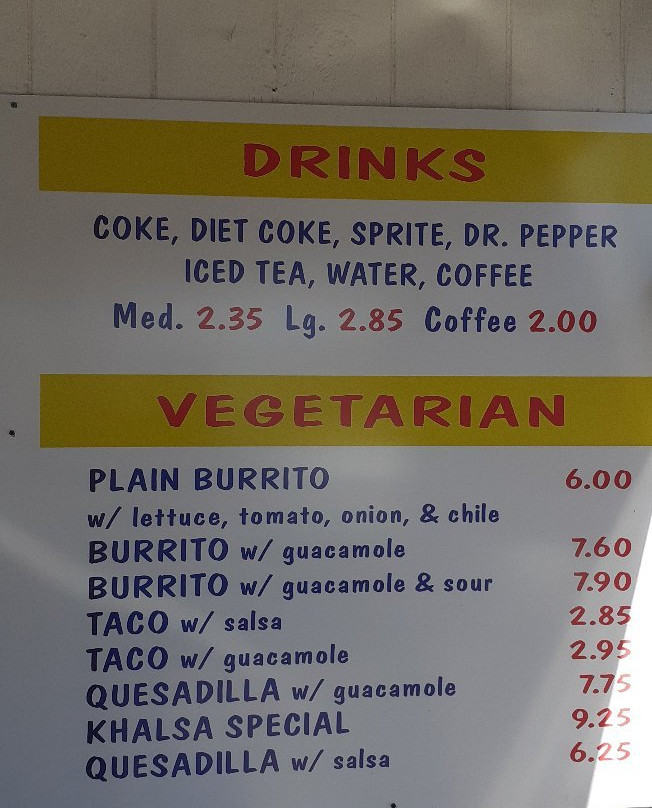 DRINKS
COKE, DIET COKE, SPRITE, DR. PEPPER
ICED TEA, WATER, COFFEE
Med. 2.35 Lg. 2.85 Coffee 2.00
VEGETARIAN
PLAIN BURRITO 6.00
w/ lettuce, tomato, onion, & chile
BURRITO w/ guacamole 7.60
BURRITO w/ guacamole & sour 7.90
TACO w/ salsa 2.85
TACO w/ guacamole 2.95
QUESADILLA w/ guacamole 7.75
KHALSA SPECIAL 9.25
QUESADILLA w/ salsa 6.25